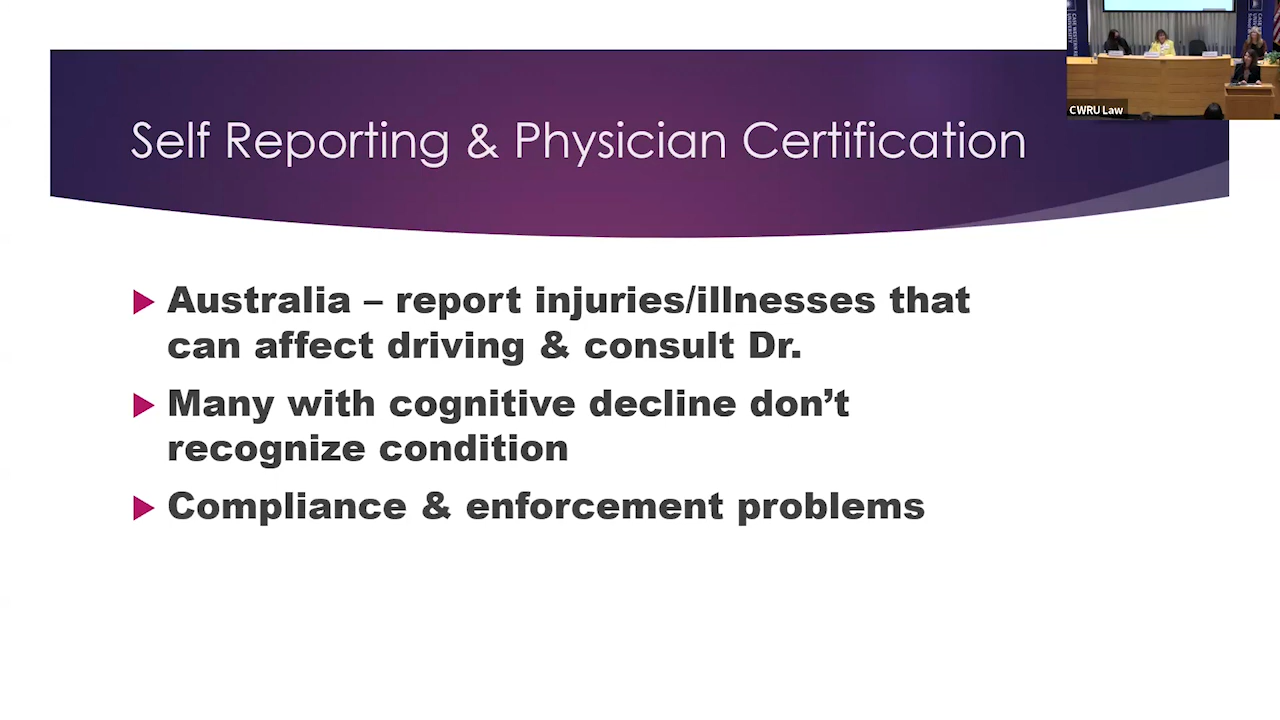 Self Reporting & Physician Certification
Australia – report injuries/illnesses that
can affect driving & consult Dr.
Many with cognitive decline don’t
recognize condition
Compliance & enforcement problems
CWRU Law